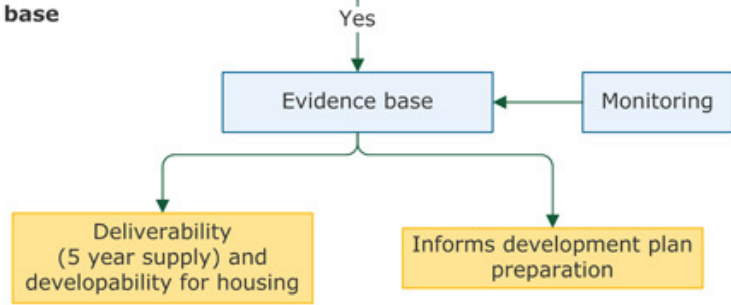 base
Yes
Evidence base
Monitoring
Deliverability
(5 year supply) and
developability for housing
Informs development plan
preparation